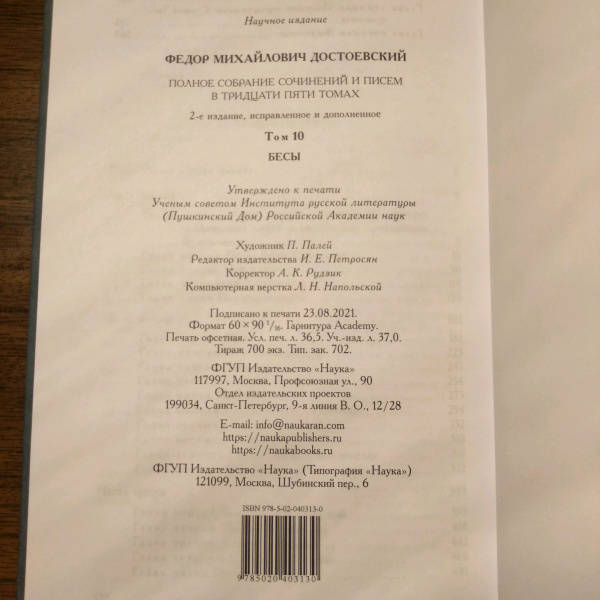 Научное издание
ФЕДОР МИХАЙЛОВИЧ ДОСТОЕВСКИЙ
ПОЛНОЕ СОБРАНИЕ СОЧИНЕНИЙ И ПИСЕМ
В ТРИДЦАТИ ПЯТИ ТОМАХ
2-е издание, исправленное и дополненное
Том 10
БЕСЫ
Утверждено к печати
Ученым советом Института русской литературы
(Пушкинский Дом) Российской Академии наук
Художник П. Палей
Редактор издательства И. Е. Петросян
Корректор А. К. Рудзик
Компьютерная верстка Л. Н. Напольской
Подписано к печати 23.08.2021.
Формат 60 × 90 1/16. Гарнитура Academy.
Печать офсетная. Усл. печ. л. 36,5. Уч.-изд. л. 37,0.
Тираж 700 экз. Тип. зак. 702.
ФГУП Издательство «Наука»
117997, Москва, Профсоюзная ул., 90
Отдел издательских проектов
199034, Санкт-Петербург, 9-я линия В. О., 12/28
E-mail: info@naukaran.com
https://naukapublishers.ru
https://naukabooks.ru
ФГУП Издательство «Наука» (Типография «Наука»)
121099, Москва, Шубинский пер., 6
ISBN 978-5-02-040313-0
9785020403130